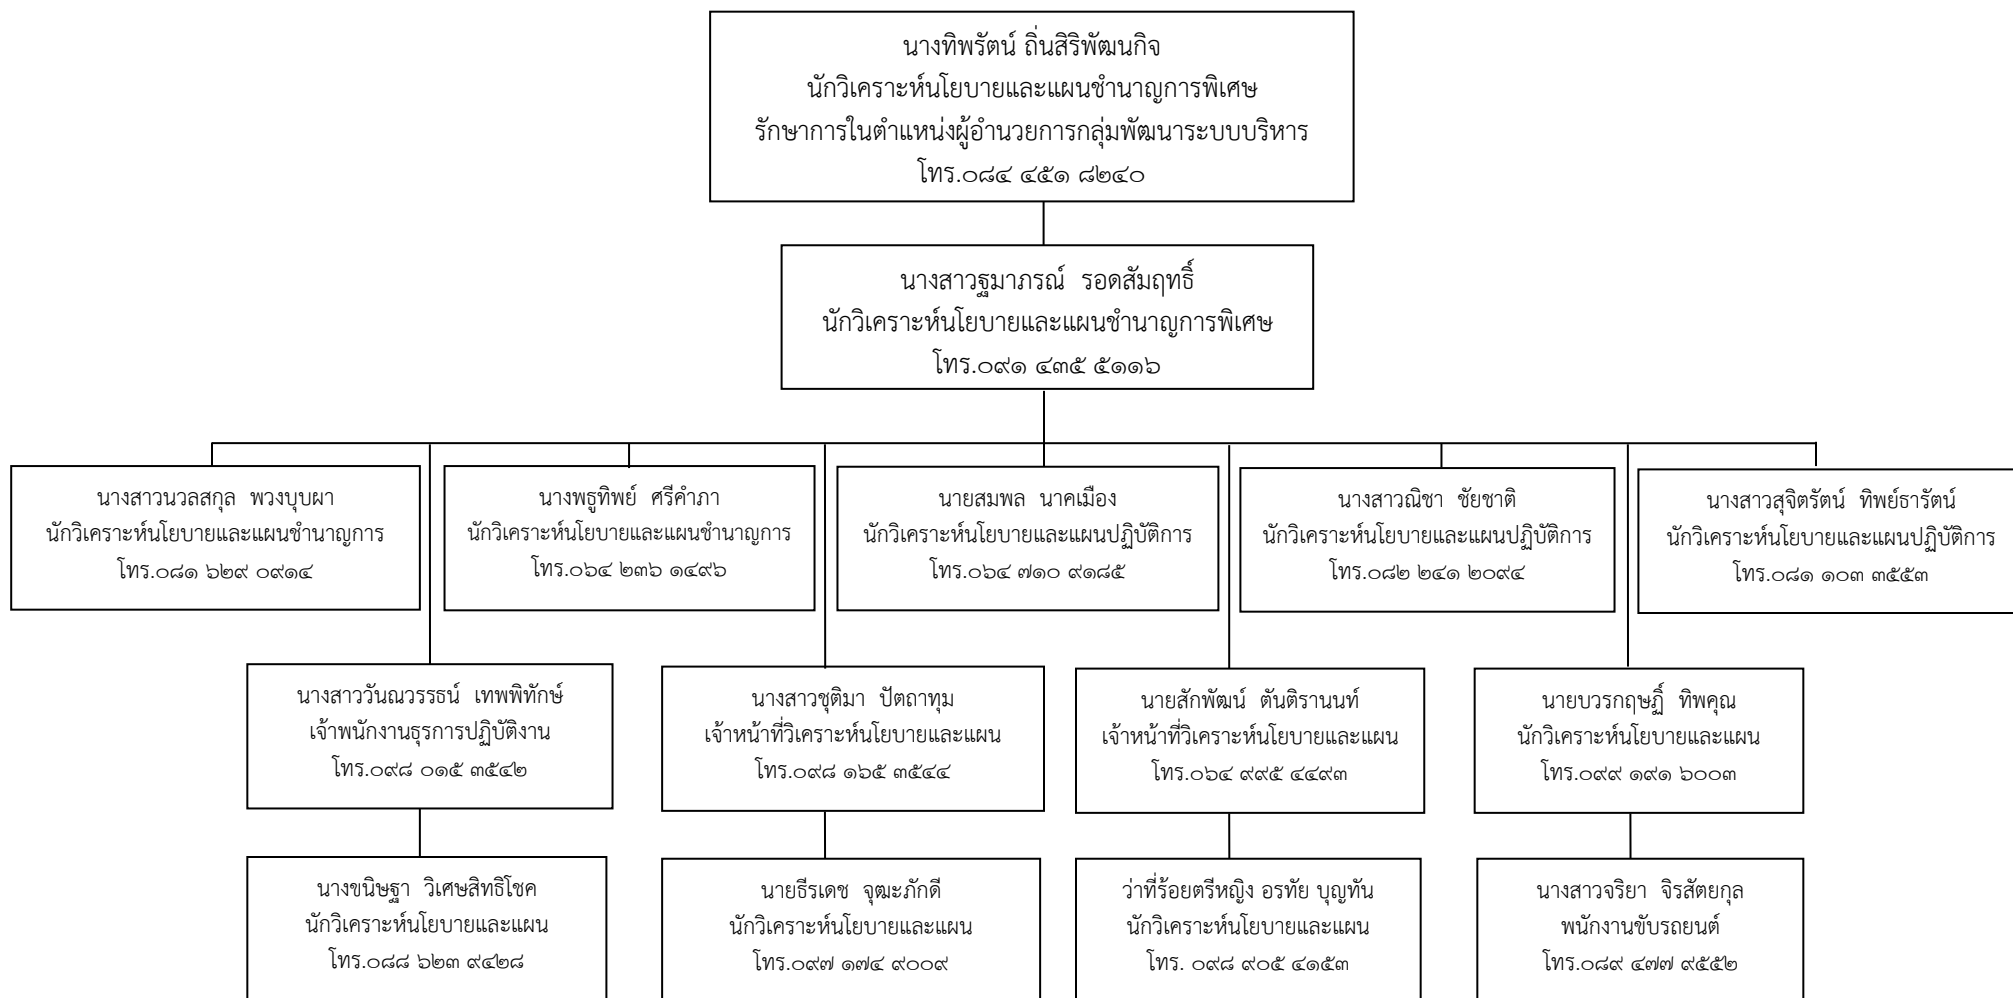 นางทิพรัตน์ ถิ่นสิริพัฒนกิจ
นักวิเคราะห์นโยบายและแผนชำนาญการพิเศษ
รักษาการในตำแหน่งผู้อำนวยการกลุ่มพัฒนาระบบบริหาร
โทร.๐๘๔ ๔๕๑ ๘๒๔๐
นางสาวฐมาภรณ์ รอดสัมฤทธิ์
นักวิเคราะห์นโยบายและแผนชำนาญการพิเศษ
โทร.๐๙๑ ๔๓๕ ๕๑๑๖
นางสาวนวลสกุล พวงบุบผา
นักวิเคราะห์นโยบายและแผนชำนาญการ
โทร.๐๘๑ ๖๒๙ ๐๙๑๔
นางพธูทิพย์ ศรีคำภา
นักวิเคราะห์นโยบายและแผนชำนาญการ
โทร.๐๖๔ ๒๓๖ ๑๔๙๖
นายสมพล นาคเมือง
นักวิเคราะห์นโยบายและแผนปฏิบัติการ
โทร.๐๖๔ ๗๑๐ ๙๑๘๕
นางสาวณิชา ชัยชาติ
นักวิเคราะห์นโยบายและแผนปฏิบัติการ
โทร.๐๘๒ ๒๔๑ ๒๐๙๔
นางสาวสุจิตรัตน์ ทิพย์ธารัตน์
นักวิเคราะห์นโยบายและแผนปฏิบัติการ
โทร.๐๘๑ ๑๐๓ ๓๕๕๓
นางสาววันณวรรธน์ เทพพิทักษ์
เจ้าพนักงานธุรการปฏิบัติงาน
โทร.๐๙๘ ๐๑๕ ๓๕๔๒
นางสาวชุติมา ปัตถาทุม
เจ้าหน้าที่วิเคราะห์นโยบายและแผน
โทร.๐๙๘ ๑๖๕ ๓๕๔๔
นายสักพัฒน์ ตันติรานนท์
เจ้าหน้าที่วิเคราะห์นโยบายและแผน
โทร.๐๖๔ ๙๙๕ ๔๔๙๓
นายบวรกฤษฏิ์ ทิพคุณ
นักวิเคราะห์นโยบายและแผน
โทร.๐๙๙ ๑๙๑ ๖๐๐๓
นางขนิษฐา วิเศษสิทธิโชค
นักวิเคราะห์นโยบายและแผน
โทร.๐๘๘ ๖๒๓ ๙๔๒๘
นายธีรเดช จุฒะภักดี
นักวิเคราะห์นโยบายและแผน
โทร.๐๙๗ ๑๗๔ ๙๐๐๙
ว่าที่ร้อยตรีหญิง อรทัย บุญทัน
นักวิเคราะห์นโยบายและแผน
โทร. ๐๙๘ ๙๐๕ ๔๑๕๓
นางสาวจริยา จิรสัตยกุล
พนักงานขับรถยนต์
โทร.๐๘๙ ๔๗๗ ๙๕๕๒